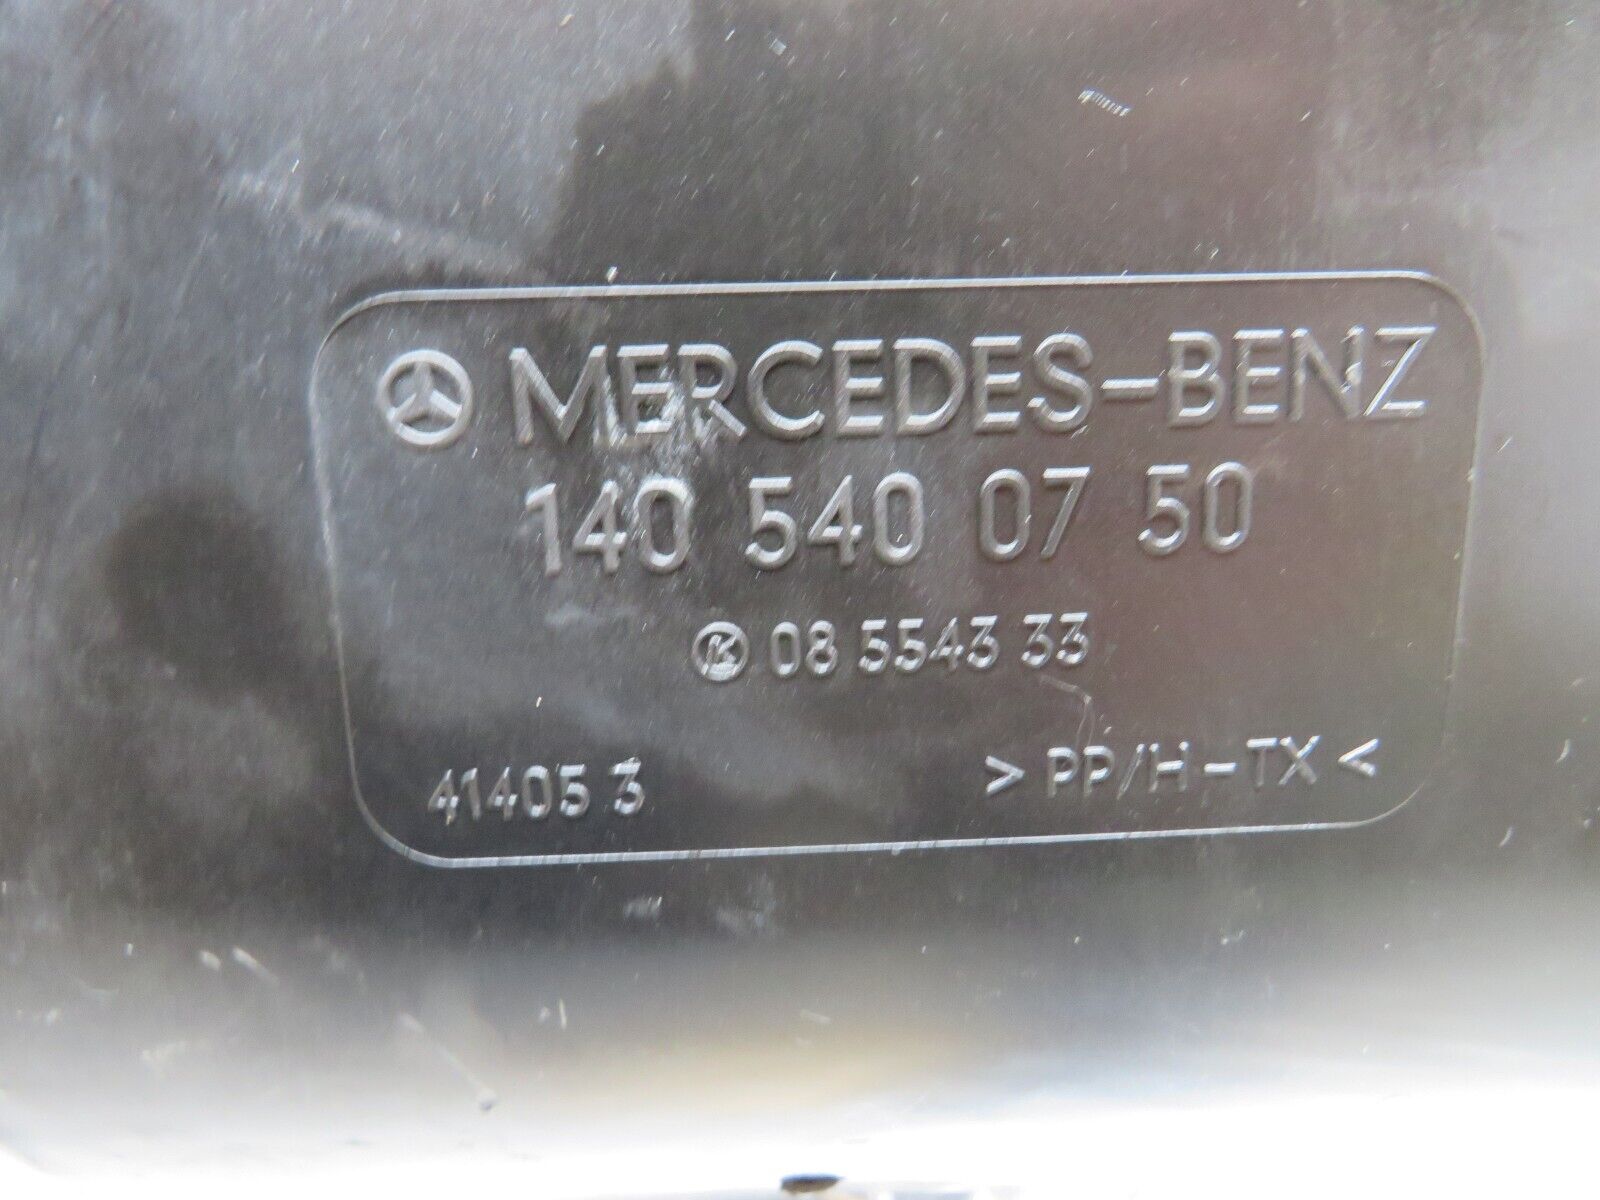 MERCEDES-BENZ
140 540 07 50
K 08 5543 33
41405 3
> PP/H-TX <